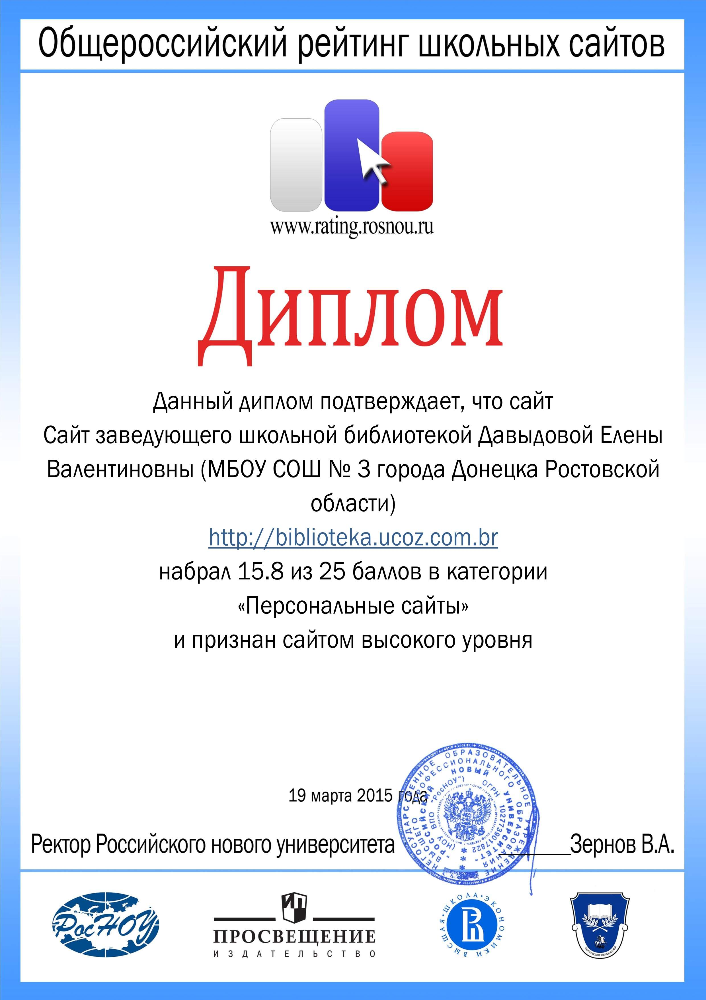 Общероссийский рейтинг школьных сайтов
www.rating.rosnou.ru
Диплом
Данный диплом подтверждает, что сайт
Сайт заведующего школьной библиотекой Давыдовой Елены
Валентиновны (МБОУ СОШ № 3 города Донецка Ростовской
области)
http://biblioteka.ucoz.com.br
набрал 15.8 из 25 баллов в категории
«Персональные сайты»
и признан сайтом высокого уровня
19 марта 2015 года
НЕГОСУДАРСТВЕННОЕ ОБРАЗОВАТЕЛЬНОЕ УЧРЕЖДЕНИЕ
ВЫСШЕГО ПРОФЕССИОНАЛЬНОГО ОБРАЗОВАНИЯ
"РОССИЙСКИЙ НОВЫЙ УНИВЕРСИТЕТ"
(НОУ ВПО "РосНОУ") ОГРН 1027739017822
Ректор Российского нового университета Зернов В.А.
РосНОУ
ИП
ПРОСВЕЩЕНИЕ
ИЗДАТЕЛЬСТВО
ВЫСШАЯ•ШКОЛА•ЭКОНОМИКИ
МОСКОВСКОЕ ОБРАЗОВАНИЕ